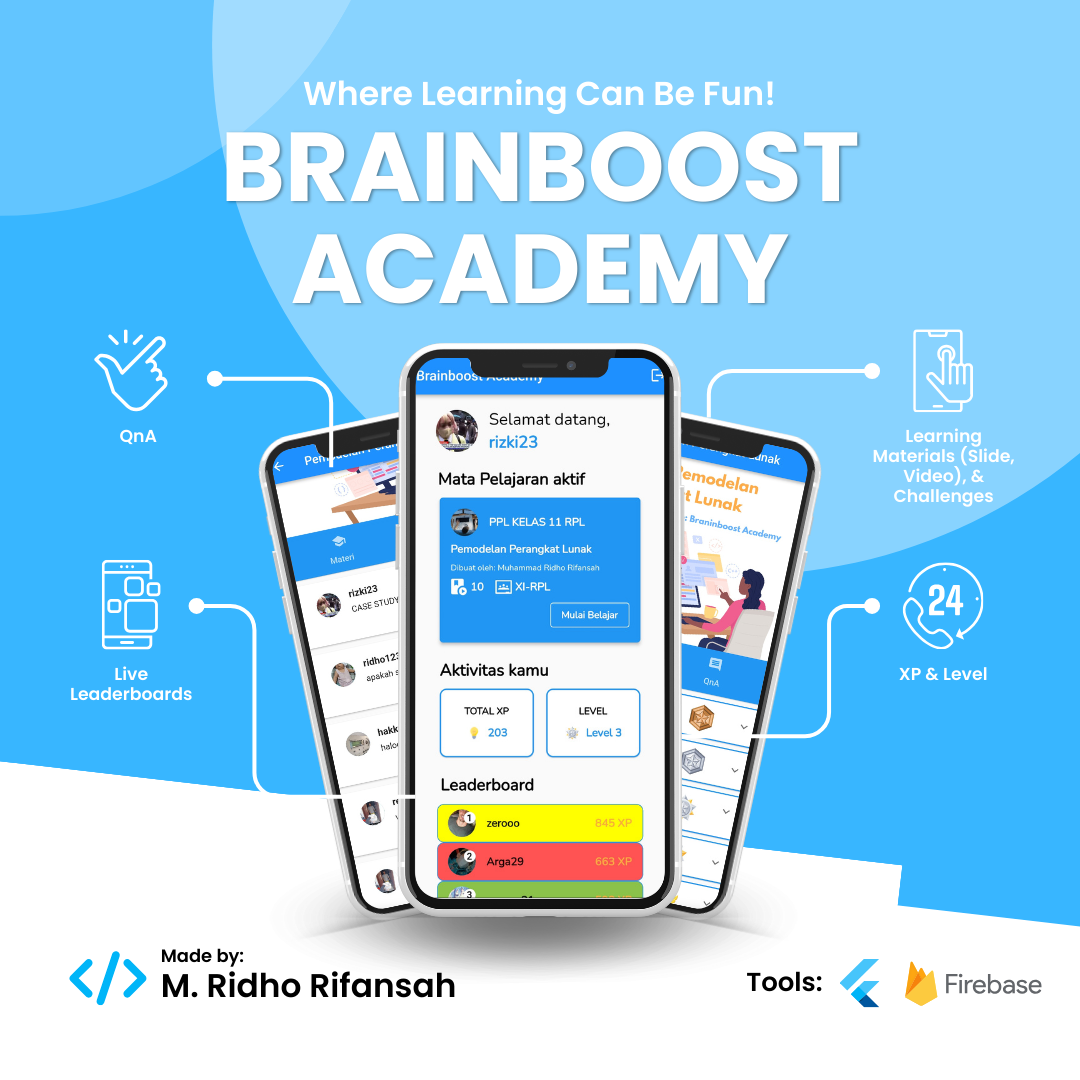 Where Learning Can Be Fun!
BRAINBOOST
ACADEMY
QnA
Live
Leaderboards
Learning
Materials (Slide,
Video), &
Challenges
24
XP & Level
Materi
rizki23
CASE STUDY
ridho123
apakah s
hakk
haloo
Brainboost Academy
Selamat datang,
rizki23
Mata Pelajaran aktif
PPL KELAS 11 RPL
Pemodelan Perangkat Lunak
Dibuat oleh: Muhammad Ridho Rifansah
10
XI-RPL
Mulai Belajar
Aktivitas kamu
TOTAL XP
203
LEVEL
Level 3
Leaderboard
1
zerooo
845 XP
2
Arga29
663 XP
3
Lunak
Pemodelan
t Lunak
: Braninboost Academy
QnA
Made by:
M. Ridho Rifansah
Tools:
Firebase